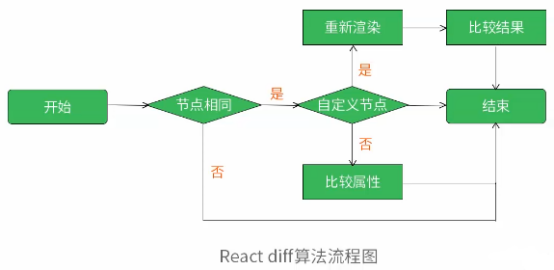 重新渲染
比较结果
是
开始
节点相同
是
自定义节点
结束
否
否
比较属性
React diff算法流程图